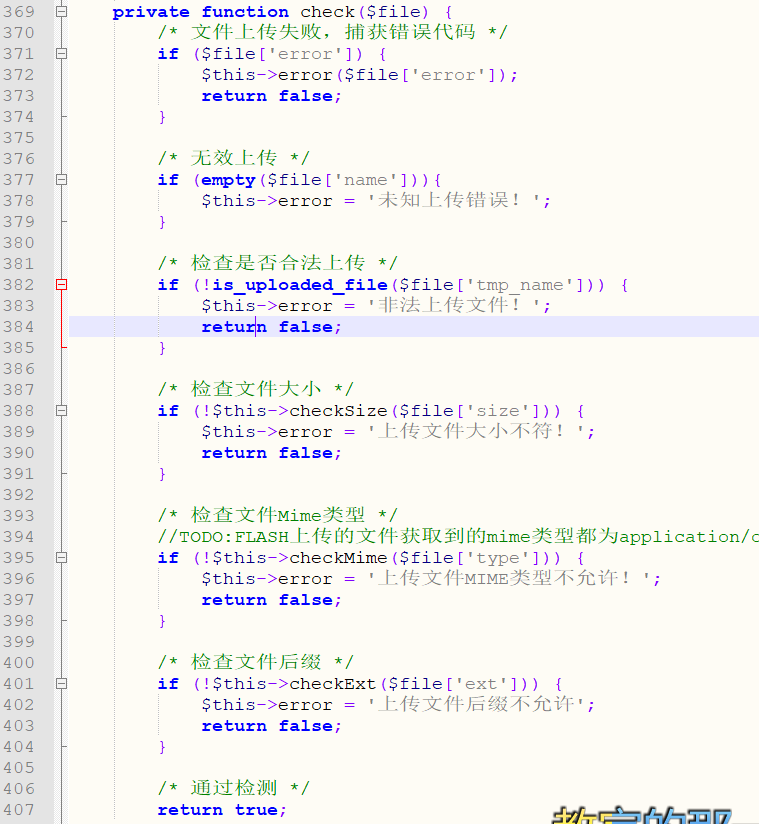 369 private function check($file) {
370 /* 文件上传失败，捕获错误代码 */
371 if ($file['error']) {
372 $this->error($file['error']);
373 return false;
374 }
375
376 /* 无效上传 */
377 if (empty($file['name'])){
378 $this->error = '未知上传错误！';
379 }
380
381 /* 检查是否合法上传 */
382 if (!is_uploaded_file($file['tmp_name'])) {
383 $this->error = '非法上传文件！';
384 return false;
385 }
386
387 /* 检查文件大小 */
388 if (!$this->checkSize($file['size'])) {
389 $this->error = '上传文件大小不符！';
390 return false;
391 }
392
393 /* 检查文件Mime类型 */
394 //TODO:FLASH上传的文件获取到的mime类型都为application/o
395 if (!$this->checkMime($file['type'])) {
396 $this->error = '上传文件MIME类型不允许！';
397 return false;
398 }
399
400 /* 检查文件后缀 */
401 if (!$this->checkExt($file['ext'])) {
402 $this->error = '上传文件后缀不允许';
403 return false;
404 }
405
406 /* 通过检测 */
407 return true;